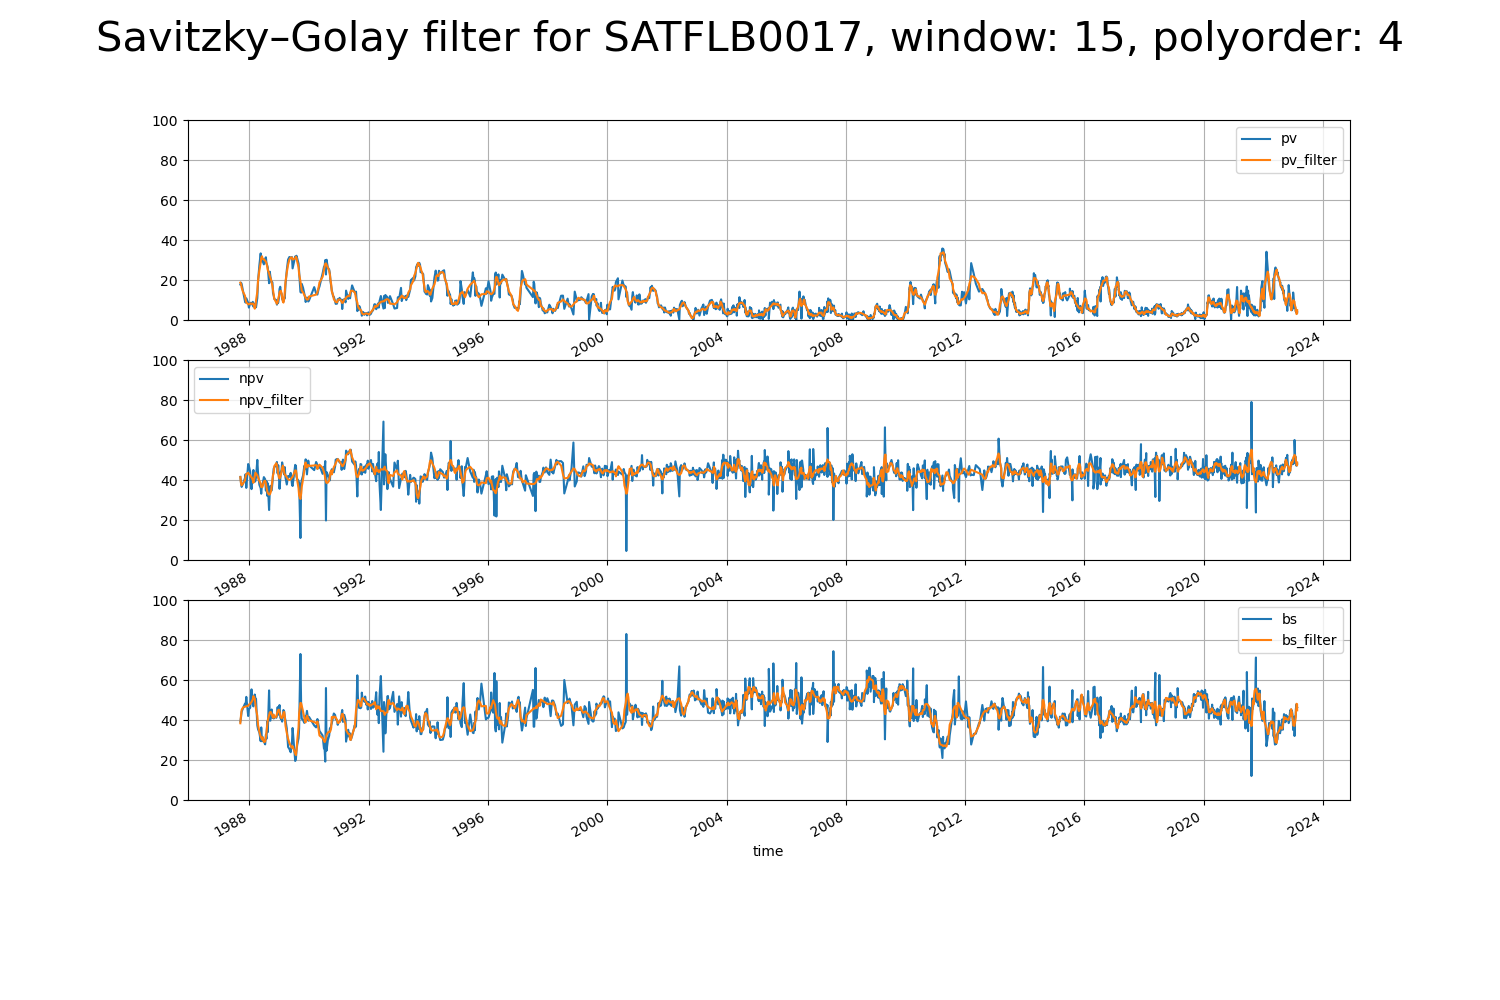 Savitzky–Golay filter for SATFLB0017, window: 15, polyorder: 4
100
80
60
40
20
0
pv
pv_filter
1988 1992 1996 2000 2004 2008 2012 2016 2020 2024
100
80
60
40
20
0
npv
npv_filter
1988 1992 1996 2000 2004 2008 2012 2016 2020 2024
100
80
60
40
20
0
bs
bs_filter
1988 1992 1996 2000 2004 2008 2012 2016 2020 2024
time